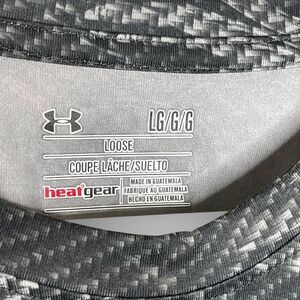 LG/G/G
LOOSE
COUPE LÂCHE/SUELTO
heatgear
MADE IN GUATEMALA
FABRIQUÉ AU GUATEMALA
HECHO EN GUATEMALA